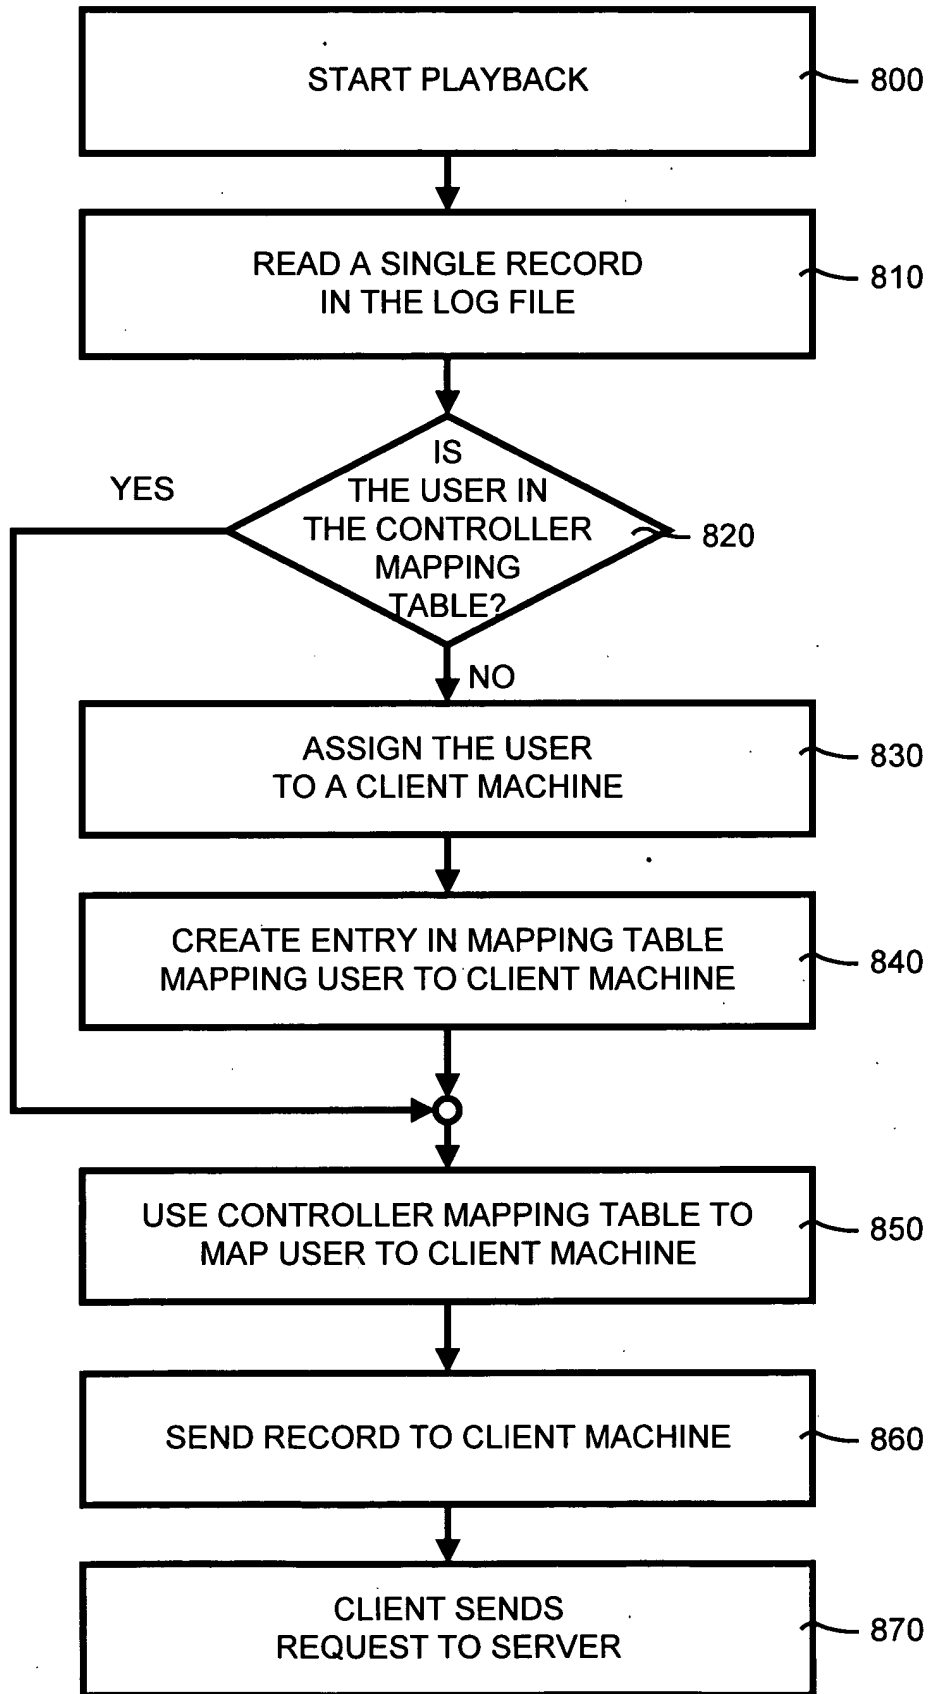 START PLAYBACK
800
READ A SINGLE RECORD
IN THE LOG FILE
810
IS
THE USER IN
THE CONTROLLER
MAPPING
TABLE?
820
YES
NO
ASSIGN THE USER
TO A CLIENT MACHINE
830
CREATE ENTRY IN MAPPING TABLE
MAPPING USER TO CLIENT MACHINE
840
USE CONTROLLER MAPPING TABLE TO
MAP USER TO CLIENT MACHINE
850
SEND RECORD TO CLIENT MACHINE
860
CLIENT SENDS
REQUEST TO SERVER
870